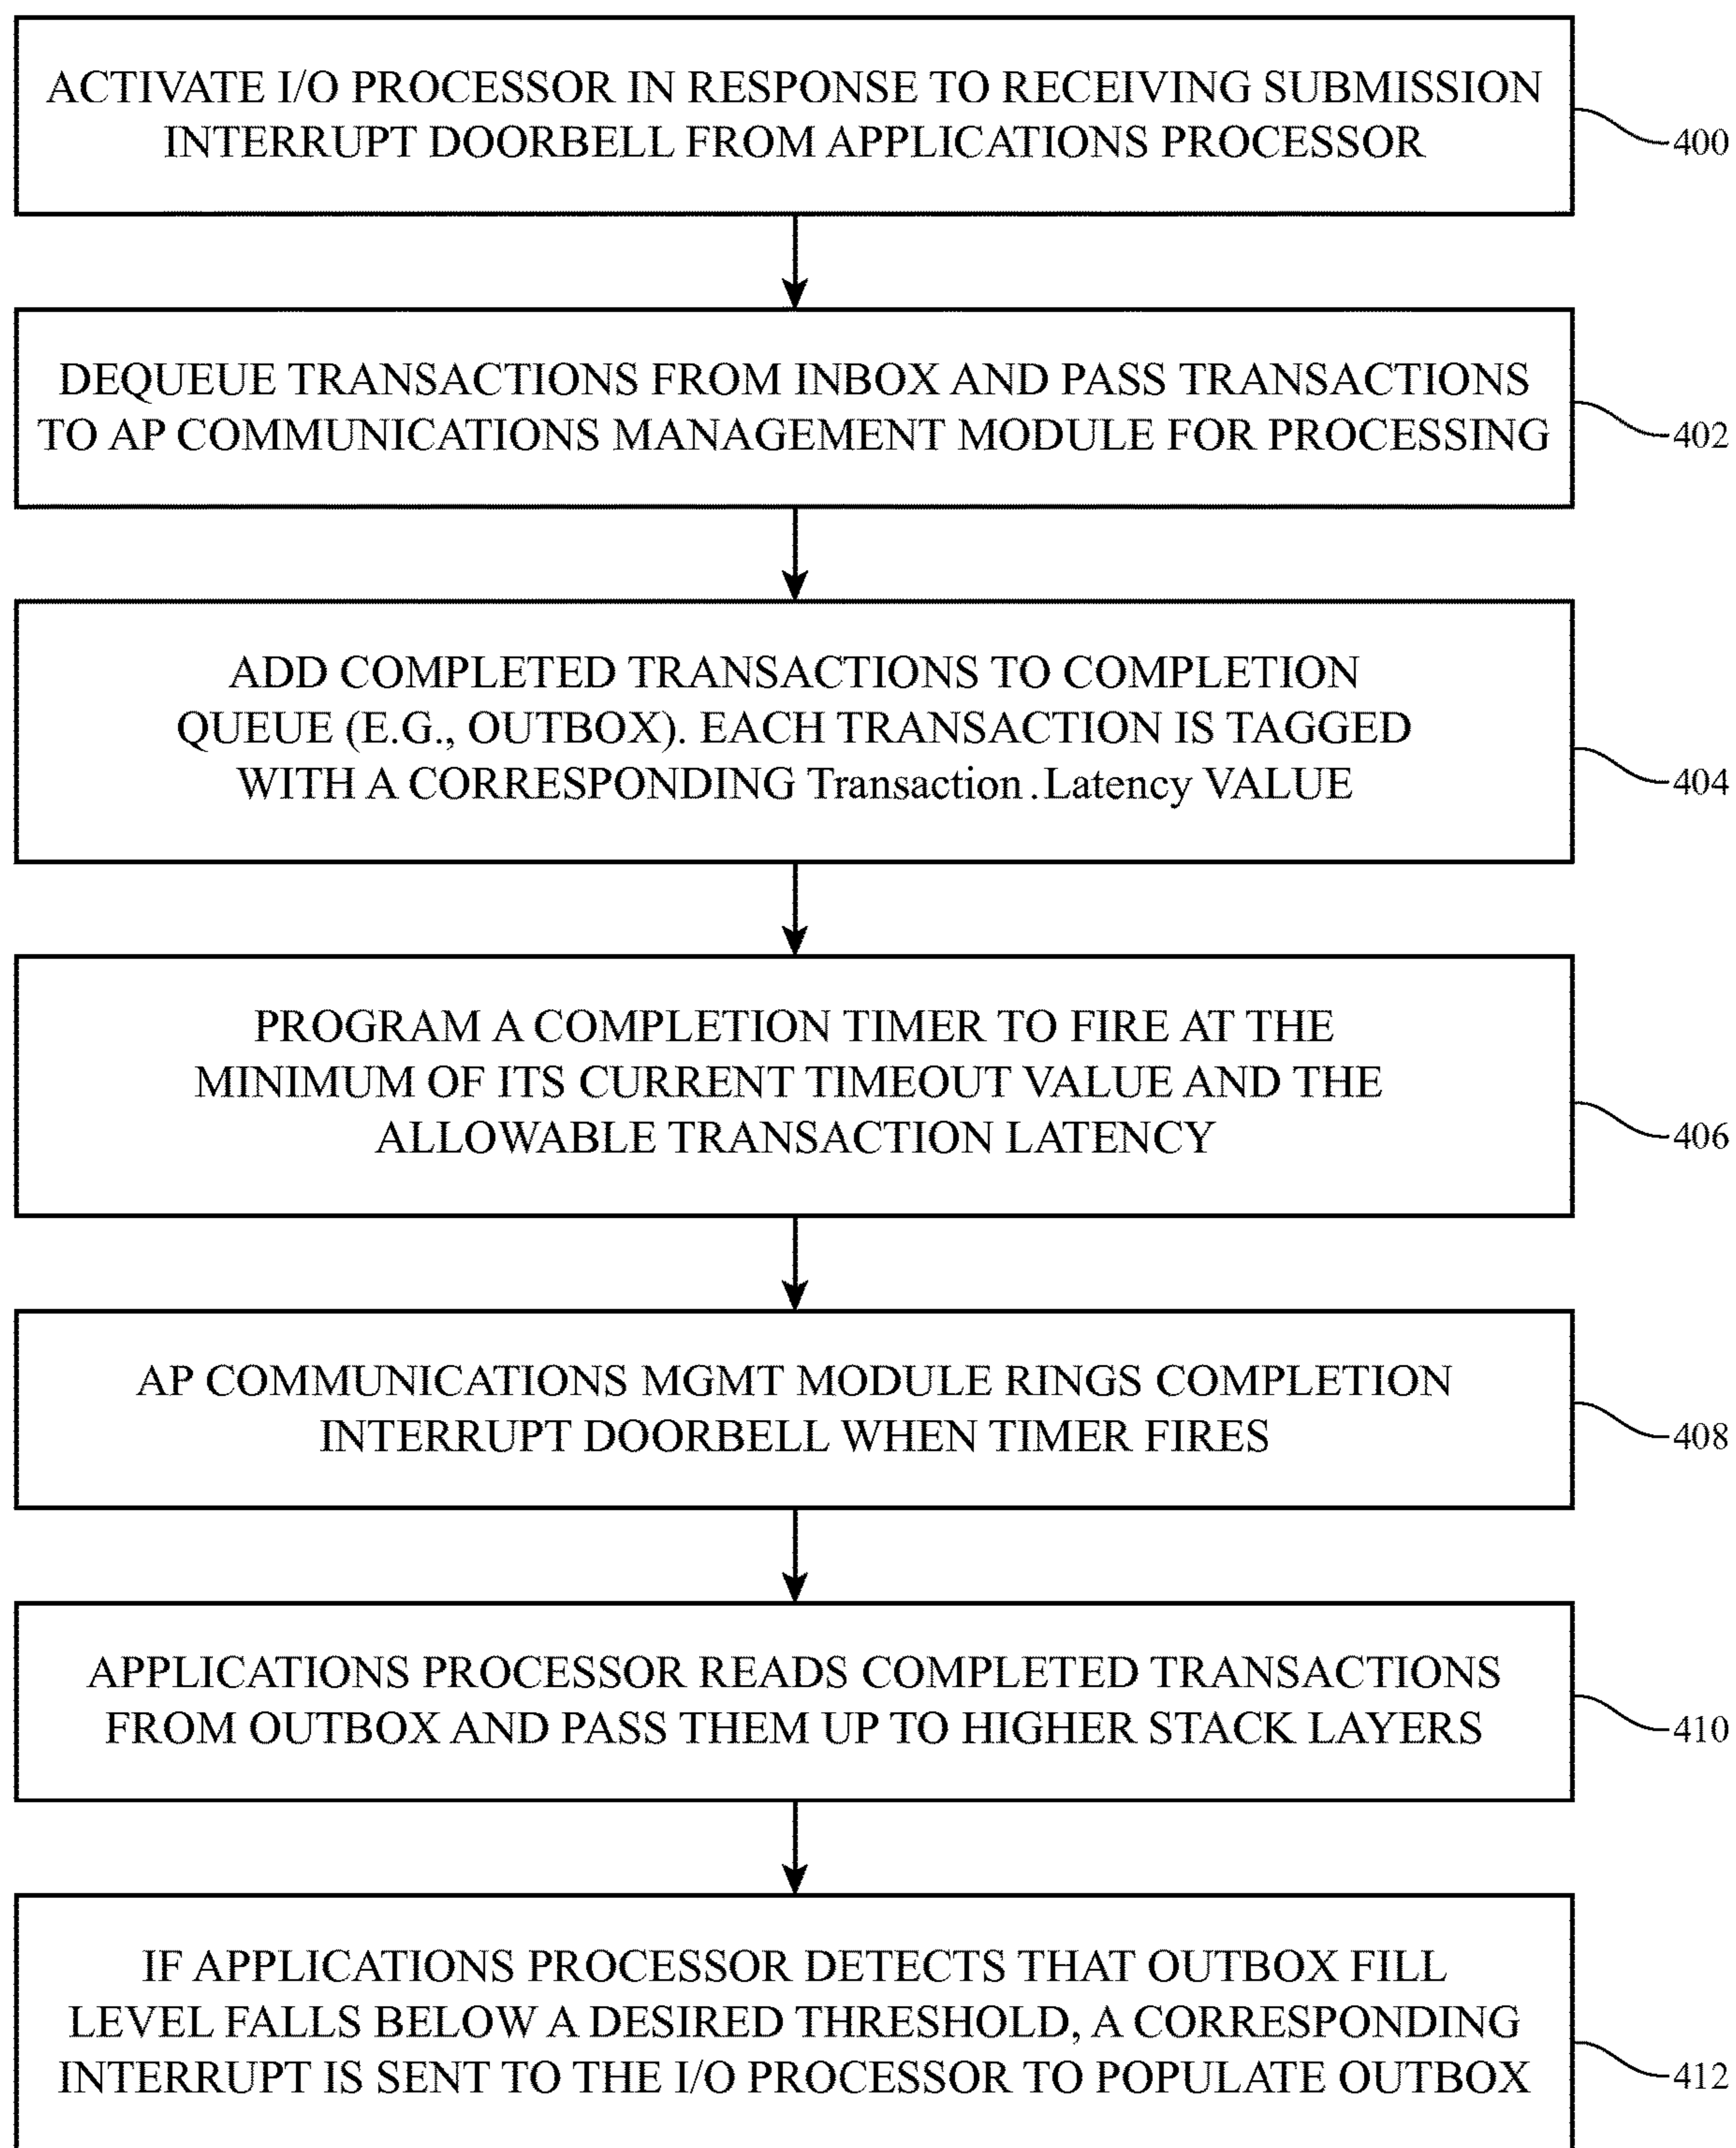 ACTIVATE I/O PROCESSOR IN RESPONSE TO RECEIVING SUBMISSION
INTERRUPT DOORBELL FROM APPLICATIONS PROCESSOR
400
DEQUEUE TRANSACTIONS FROM INBOX AND PASS TRANSACTIONS
TO AP COMMUNICATIONS MANAGEMENT MODULE FOR PROCESSING
402
ADD COMPLETED TRANSACTIONS TO COMPLETION
QUEUE (E.G., OUTBOX). EACH TRANSACTION IS TAGGED
WITH A CORRESPONDING Transaction.Latency VALUE
404
PROGRAM A COMPLETION TIMER TO FIRE AT THE
MINIMUM OF ITS CURRENT TIMEOUT VALUE AND THE
ALLOWABLE TRANSACTION LATENCY
406
AP COMMUNICATIONS MGMT MODULE RINGS COMPLETION
INTERRUPT DOORBELL WHEN TIMER FIRES
408
APPLICATIONS PROCESSOR READS COMPLETED TRANSACTIONS
FROM OUTBOX AND PASS THEM UP TO HIGHER STACK LAYERS
410
IF APPLICATIONS PROCESSOR DETECTS THAT OUTBOX FILL
LEVEL FALLS BELOW A DESIRED THRESHOLD, A CORRESPONDING
INTERRUPT IS SENT TO THE I/O PROCESSOR TO POPULATE OUTBOX
412